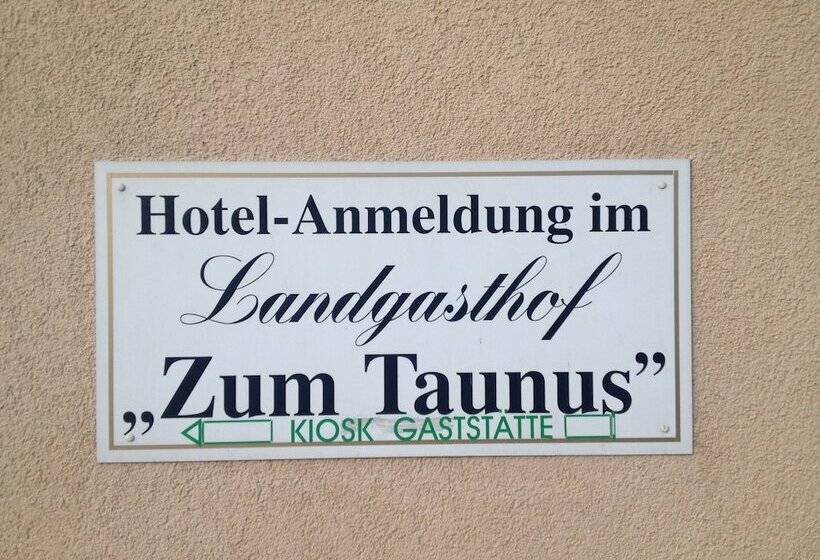 Hotel-Anmeldung im
Landgasthof
„Zum Taunus”
KIOSK GASTSTÄTTE